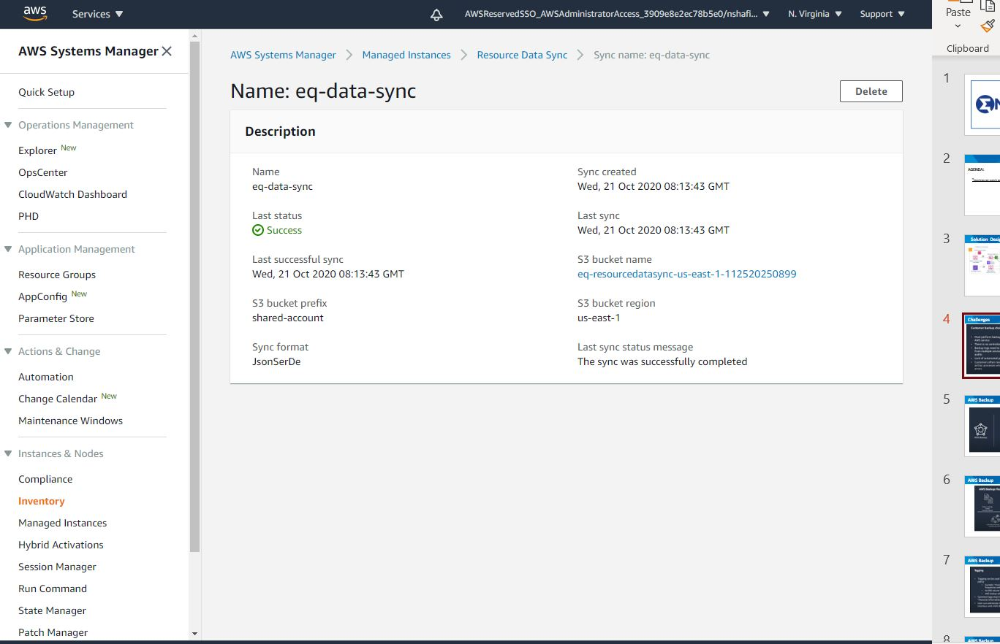 aws
Services
AWSReservedSSO_AWSAdministratorAccess_3909e8e2ec78b5e0/nshafi...
N. Virginia
Support
AWS Systems Manager
Quick Setup
Operations Management
Explorer New
OpsCenter
CloudWatch Dashboard
PHD
Application Management
Resource Groups
AppConfig New
Parameter Store
Actions & Change
Automation
Change Calendar New
Maintenance Windows
Instances & Nodes
Compliance
Inventory
Managed Instances
Hybrid Activations
Session Manager
Run Command
State Manager
Patch Manager
AWS Systems Manager
Managed Instances
Resource Data Sync
Sync name: eq-data-sync
Name: eq-data-sync
Delete
Description
Name
eq-data-sync
Sync created
Wed, 21 Oct 2020 08:13:43 GMT
Last status
Success
Last sync
Wed, 21 Oct 2020 08:13:43 GMT
Last successful sync
Wed, 21 Oct 2020 08:13:43 GMT
S3 bucket name
eq-resourcedatasync-us-east-1-112520250899
S3 bucket prefix
shared-account
S3 bucket region
us-east-1
Sync format
JsonSerDe
Last sync status message
The sync was successfully completed
Paste
Clipboard
1
2
AGENDA:
3
Solution
4
Challenges
5
AWS Backup
6
AWS Backup
7
AWS Backup
Tagging
8
AWS Backup